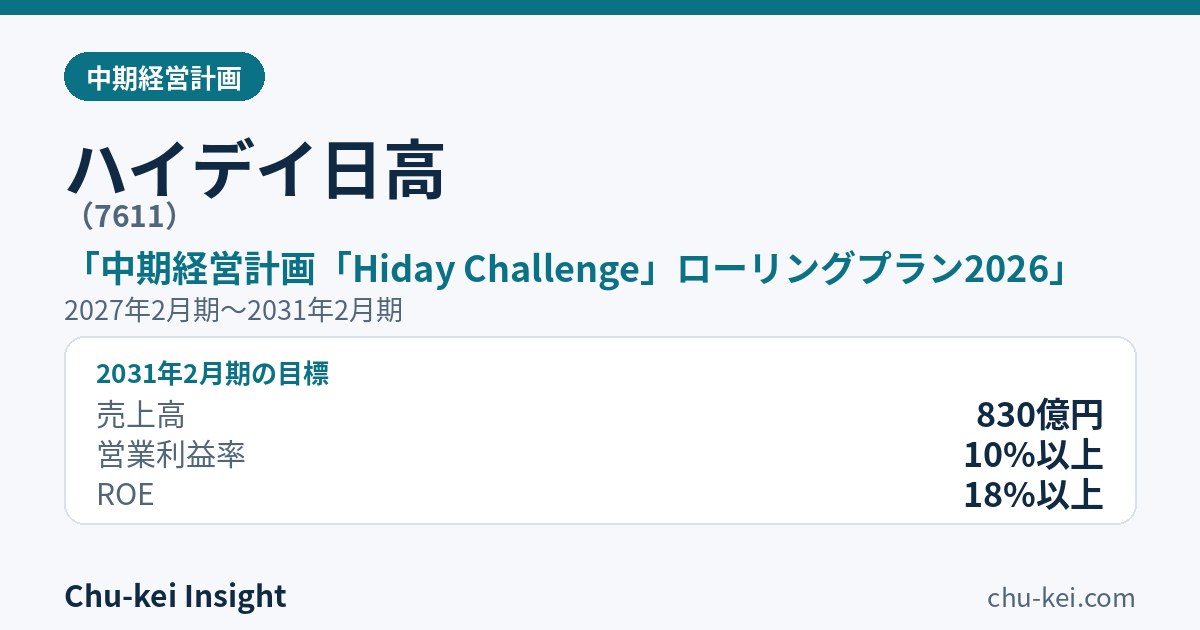 中期経営計画
ハイデイ日高
（7611）
「中期経営計画「Hiday Challenge」ローリングプラン2026」
2027年2月期～2031年2月期
2031年2月期の目標
売上高 830億円
営業利益率 10%以上
ROE 18%以上
Chu-kei Insight chu-kei.com